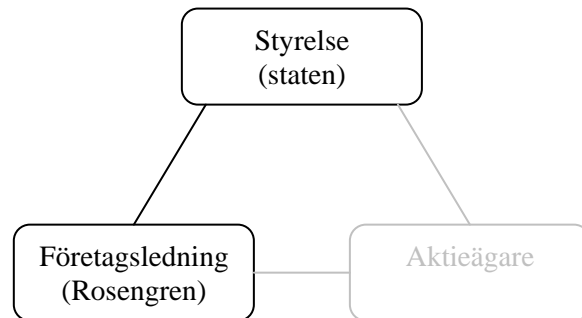 Styrelse
(staten)
Företagsledning
(Rosengren)
Aktieägare